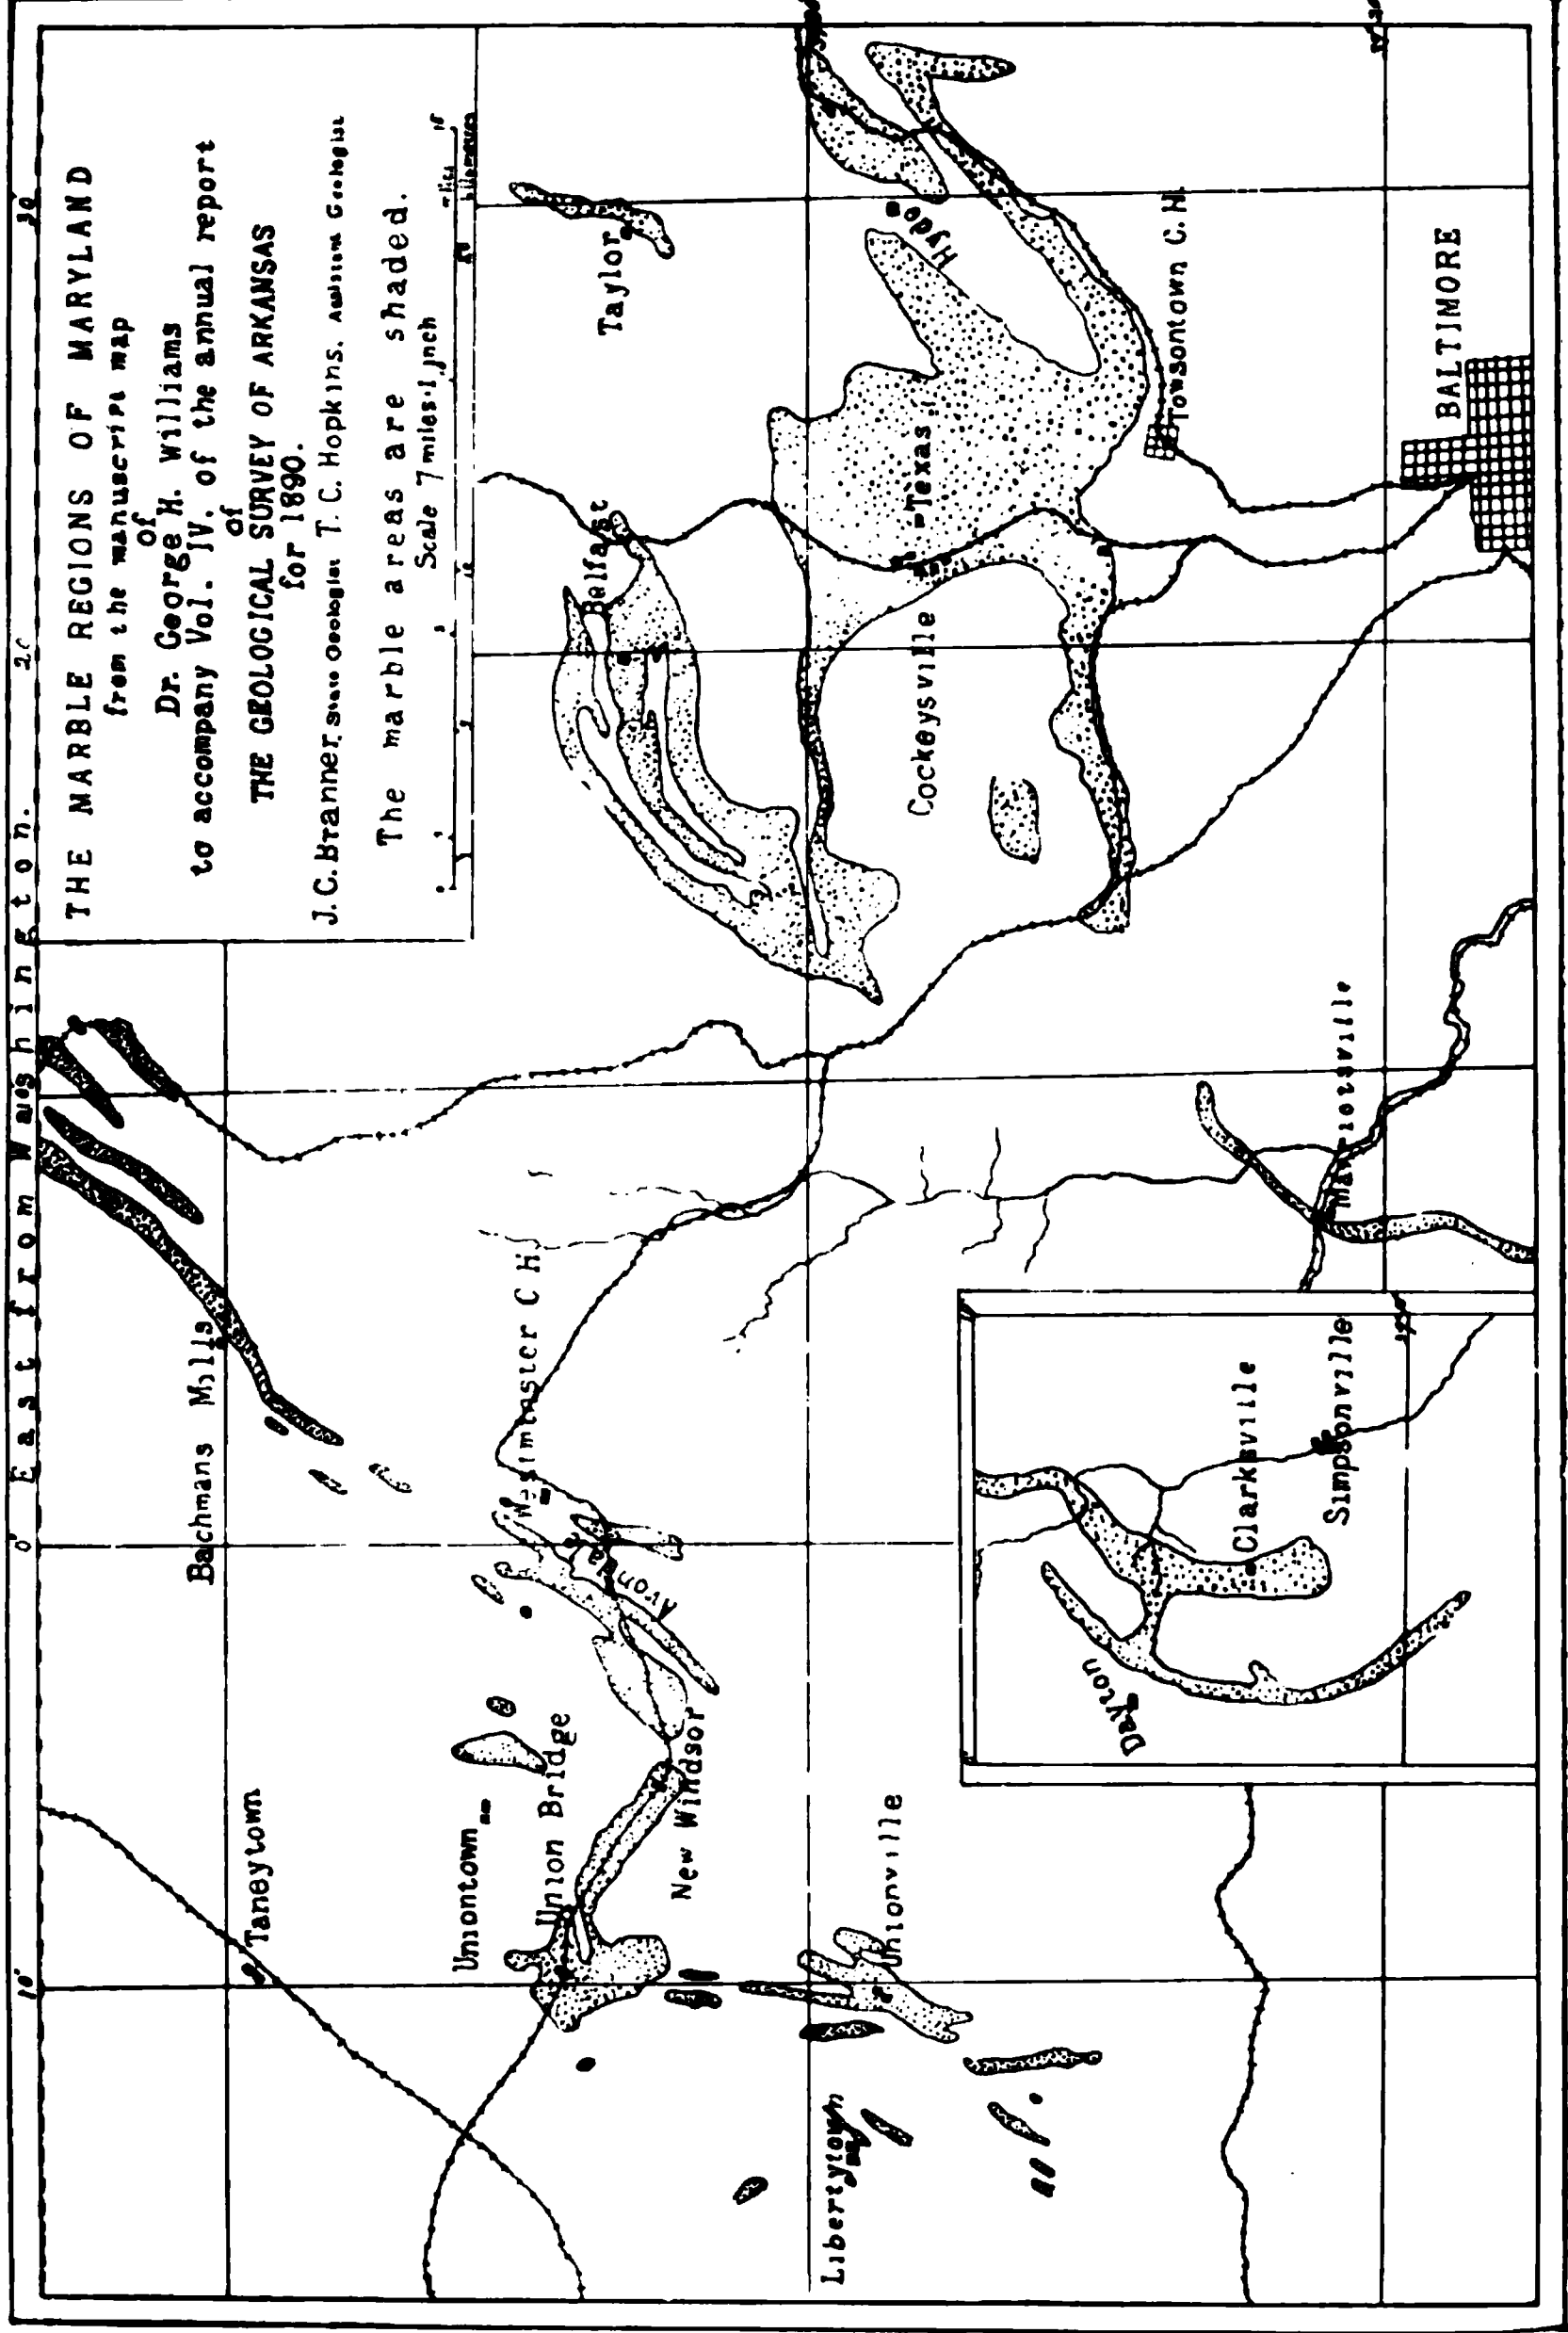 East from Washington.
10'
0'
20
30
THE MARBLE REGIONS OF MARYLAND
from the manuscript map
of
Dr. George H. Williams
to accompany Vol. IV. of the annual report
of
THE GEOLOGICAL SURVEY OF ARKANSAS
for 1890.
J.C. Branner, State Geologist T. C. Hopkins, Assistant Geologist
The marble areas are shaded.
Scale 7 miles-1 inch
Taneytown
Bachmans Mills
Uniontown
Union Bridge
New Windsor
Westminster C H
Avondale
Libertytown
Unionville
Belfast
Taylor
Hyde
Cockeysville
Texas
Towsontown C.H.
BALTIMORE
Marriotsville
Dayton
Clarksville
Simpsonville